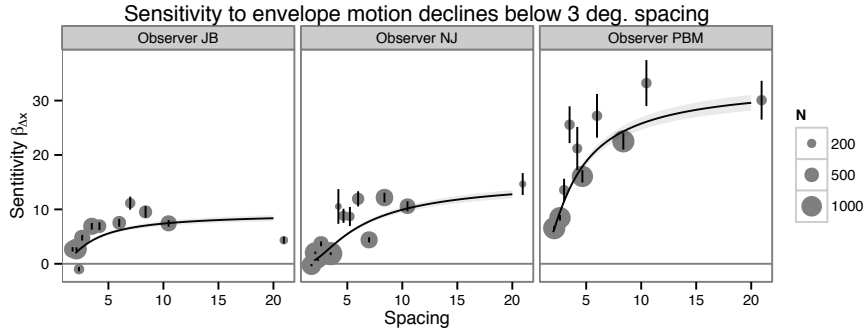 Sensitivity to envelope motion declines below 3 deg. spacing
Observer JB
Observer NJ
Observer PBM
Sentitivity βΔx
30
20
10
0
5 10 15 20
5 10 15 20
5 10 15 20
Spacing
N
200
500
1000